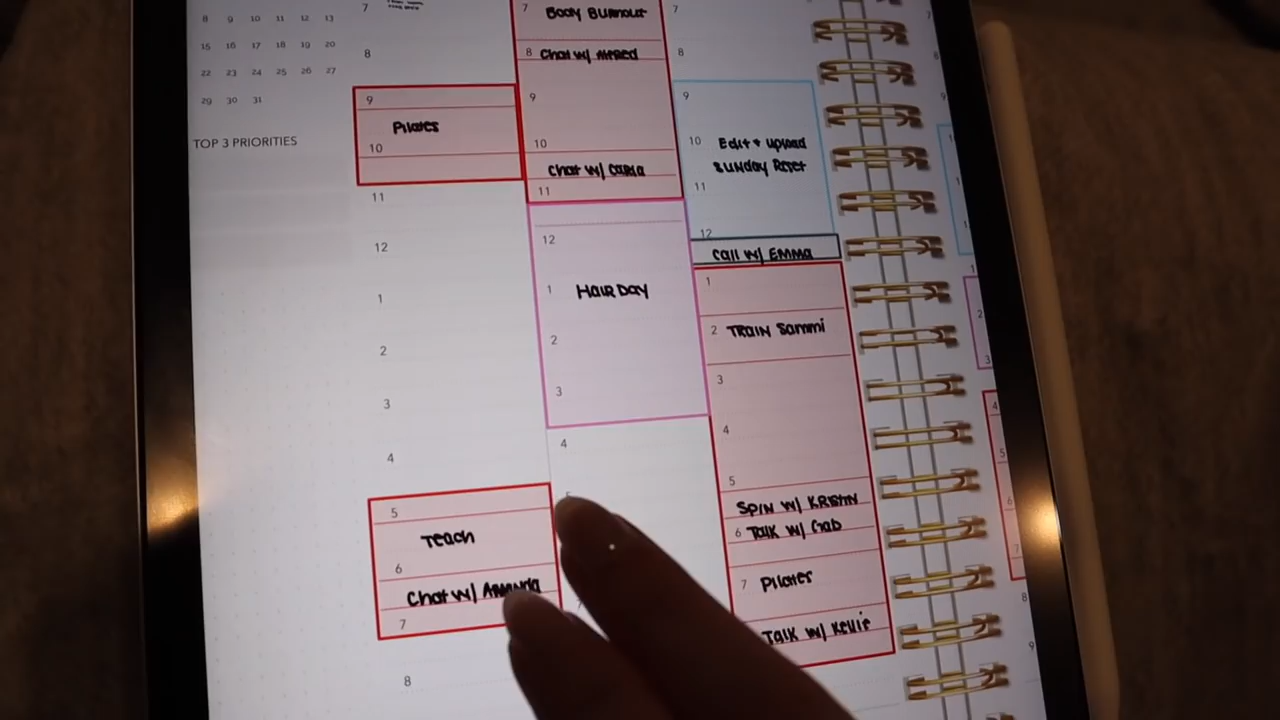 8 9 10 11 12 13
15 16 17 18 19 20
22 23 24 25 26 27
29 30 31
TOP 3 PRIORITIES
7
8
9
Pilates
10
11
12
1
2
3
4
5
Teach
6
Chat w/ AMANDA
7
8
7 BODY BURNOUT
8 Chat w/
9
10
Chat w/ CARLA
11
12
1 HAIR DAY
2
3
4
5
7
7
8
9
10 Edit + upload
SUNDAY RESET
11
12
Call w/ EMMA
1
2 TRAIN Sammi
3
4
5
SPIN w/ KRISTIN
6 TALK w/ GAB
7 Pilates
TALK w/